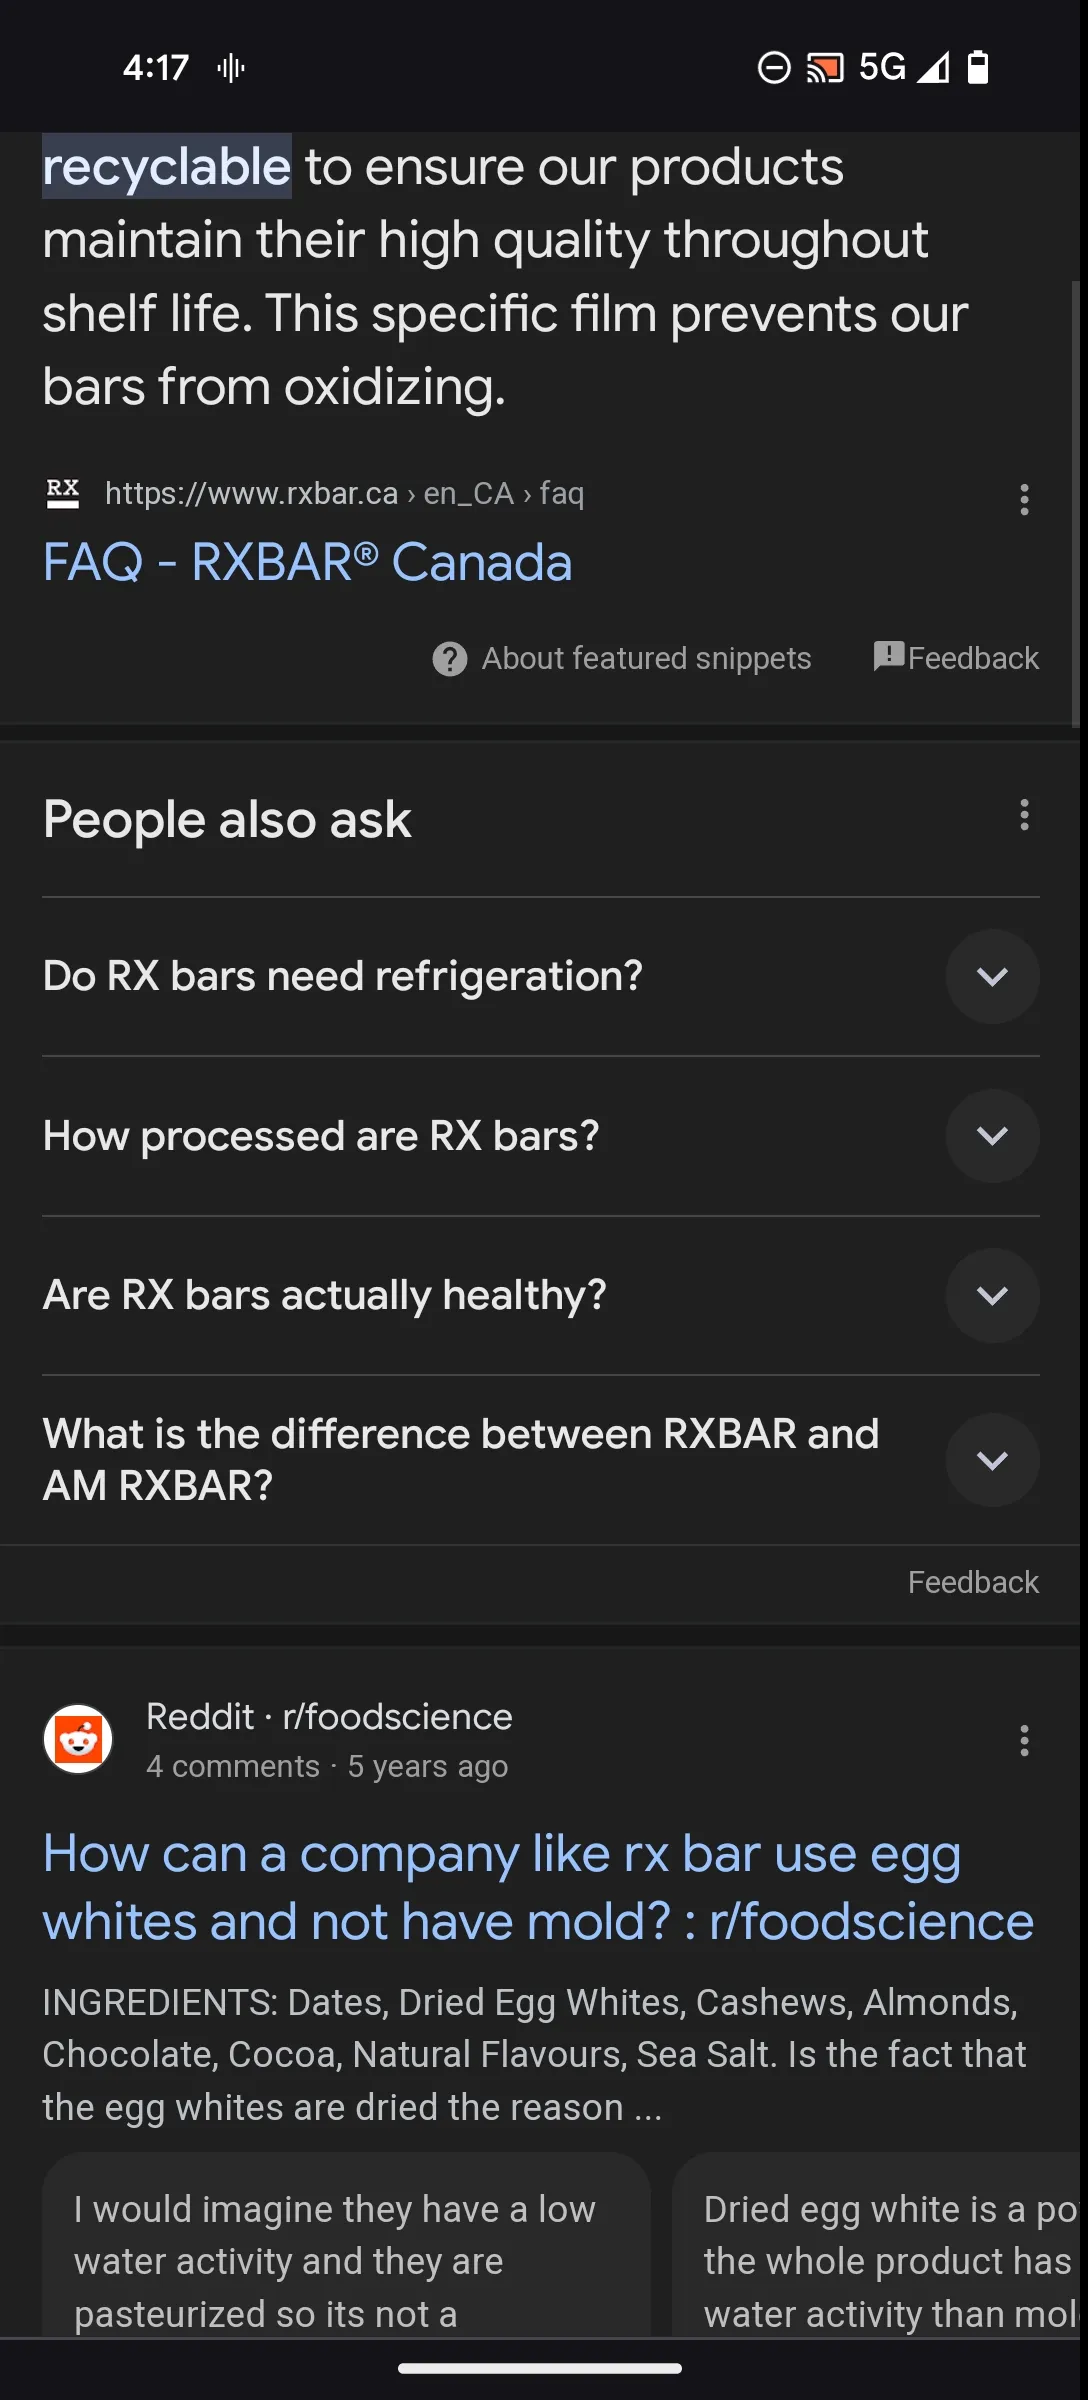 4:17
5G
recyclable to ensure our products
maintain their high quality throughout
shelf life. This specific film prevents our
bars from oxidizing.
RX
https://www.rxbar.ca › en_CA › faq
FAQ - RXBAR® Canada
About featured snippets
Feedback
People also ask
Do RX bars need refrigeration?
How processed are RX bars?
Are RX bars actually healthy?
What is the difference between RXBAR and
AM RXBAR?
Feedback
Reddit · r/foodscience
4 comments · 5 years ago
How can a company like rx bar use egg
whites and not have mold? : r/foodscience
INGREDIENTS: Dates, Dried Egg Whites, Cashews, Almonds,
Chocolate, Cocoa, Natural Flavours, Sea Salt. Is the fact that
the egg whites are dried the reason ...
I would imagine they have a low
water activity and they are
pasteurized so its not a
Dried egg white is a po
the whole product has
water activity than mol